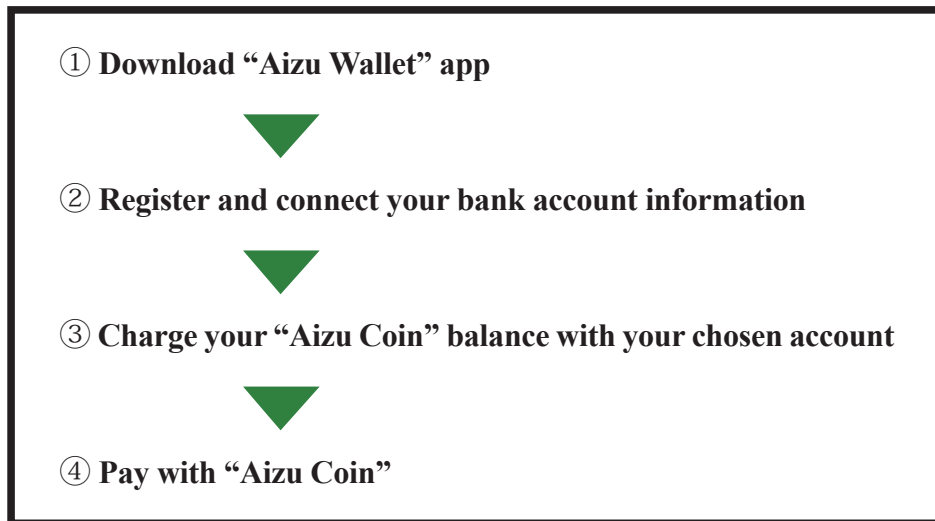 ① Download “Aizu Wallet” app
② Register and connect your bank account information
③ Charge your “Aizu Coin” balance with your chosen account
④ Pay with “Aizu Coin”